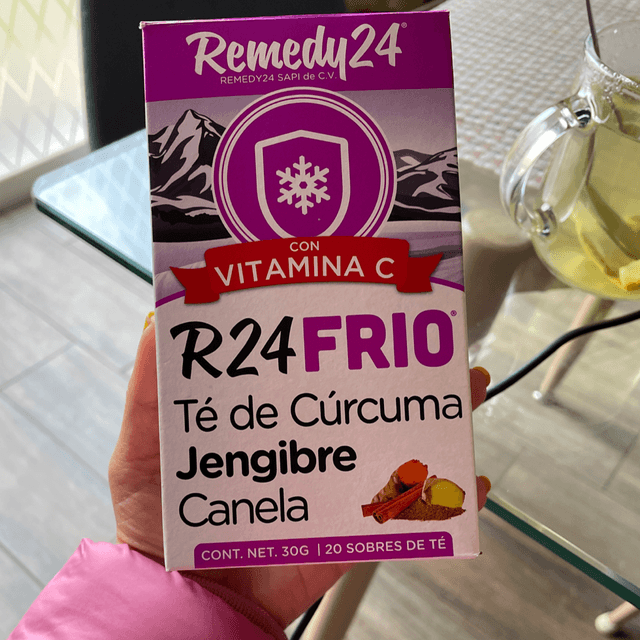 Remedy24®
REMEDY24 SAPI de C.V.
CON
VITAMINA C
R24FRIO®
Té de Cúrcuma
Jengibre
Canela
CONT. NET. 30G | 20 SOBRES DE TÉ